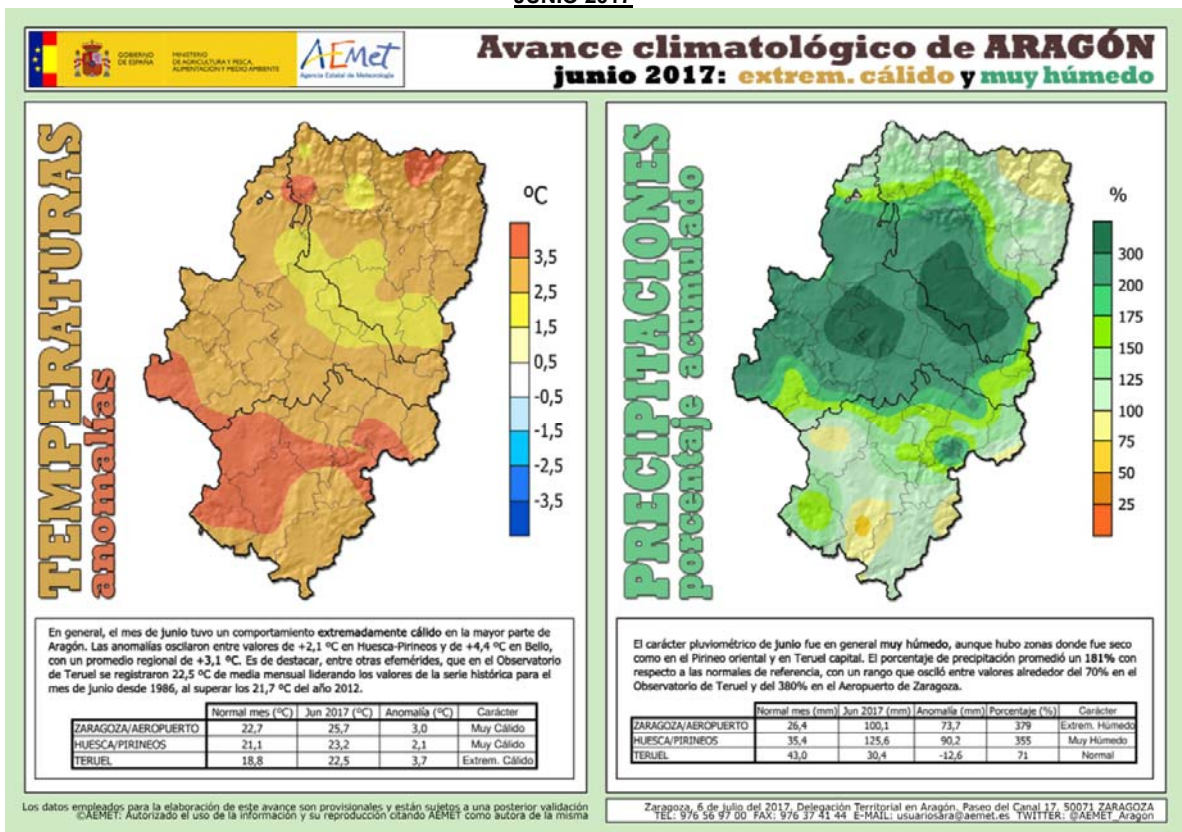 JUNIO 2017
GOBIERNO
DE ESPAÑA
MINISTERIO
DE AGRICULTURA Y PESCA,
ALIMENTACIÓN Y MEDIO AMBIENTE
AEMet
Agencia Estatal de Meteorología
Avance climatológico de ARAGÓN
junio 2017: extrem. cálido y muy húmedo
TEMPERATURAS
anomalías
ºC
3,5
2,5
1,5
0,5
-0,5
-1,5
-2,5
-3,5
En general, el mes de junio tuvo un comportamiento extremadamente cálido en la mayor parte de
Aragón. Las anomalías oscilaron entre valores de +2,1 ºC en Huesca-Pirineos y de +4,4 ºC en Bello,
con un promedio regional de +3,1 ºC. Es de destacar, entre otras efemérides, que en el Observatorio
de Teruel se registraron 22,5 ºC de media mensual liderando los valores de la serie histórica para el
mes de junio desde 1986, al superar los 21,7 ºC del año 2012.
Normal mes (ºC) Jun 2017 (ºC) Anomalía (ºC) Carácter
ZARAGOZA/AEROPUERTO 22,7 25,7 3,0 Muy Cálido
HUESCA/PIRINEOS 21,1 23,2 2,1 Muy Cálido
TERUEL 18,8 22,5 3,7 Extrem. Cálido
PRECIPITACIONES
porcentaje acumulado
%
300
200
175
150
125
100
75
50
25
El carácter pluviométrico de junio fue en general muy húmedo, aunque hubo zonas donde fue seco
como en el Pirineo oriental y en Teruel capital. El porcentaje de precipitación promedió un 181% con
respecto a las normales de referencia, con un rango que osciló entre valores alrededor del 70% en el
Observatorio de Teruel y del 380% en el Aeropuerto de Zaragoza.
Normal mes (mm) Jun 2017 (mm) Anomalía (mm) Porcentaje (%) Carácter
ZARAGOZA/AEROPUERTO 26,4 100,1 73,7 379 Extrem. Húmedo
HUESCA/PIRINEOS 35,4 125,6 90,2 355 Muy Húmedo
TERUEL 43,0 30,4 -12,6 71 Normal
Los datos empleados para la elaboración de este avance son provisionales y están sujetos a una posterior validación
©AEMET: Autorizado el uso de la información y su reproducción citando AEMET como autora de la misma
Zaragoza, 6 de julio del 2017. Delegación Territorial en Aragón. Paseo del Canal 17. 50071 ZARAGOZA
TEL: 976 56 97 00 FAX: 976 37 41 44 E-MAIL: usuariosara@aemet.es TWITTER: @AEMET_Aragon